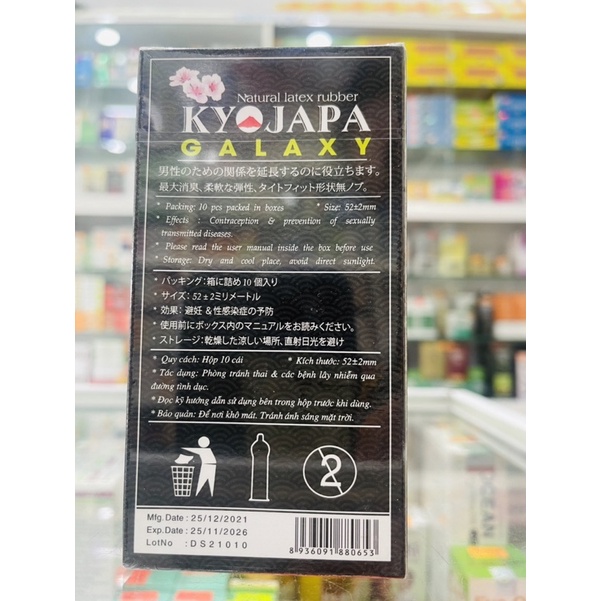 Natural latex rubber
KYOJAPA
GALAXY
男性のための関係を延長するのに役立ちます。
最大消臭、柔軟な弾性、タイトフィット形状無ノブ。
* Packing: 10 pcs packed in boxes * Size: 52±2mm
* Effects : Contraception & prevention of sexually
transmitted diseases.
* Please read the user manual inside the box before use
* Storage: Dry and cool place, avoid direct sunlight.
* パッキング:箱に詰め10個入り
* サイズ:52±2ミリメートル
* 効果: 避妊 & 性感染症の予防
* 使用前にボックス内のマニュアルをお読みください。
* ストレージ:乾燥した涼しい場所、直射日光を避け
* Quy cách: Hộp 10 cái * Kích thước: 52±2mm
* Tác dụng: Phòng tránh thai & các bệnh lây nhiễm qua
đường tình dục.
* Đọc kỹ hướng dẫn sử dụng bên trong hộp trước khi dùng.
* Bảo quản: Để nơi khô mát. Tránh ánh sáng mặt trời.
2
Mfg.Date : 25/12/2021
Exp.Date : 25/11/2026
LotNo : DS21010
8 936091 880653
OCEAN